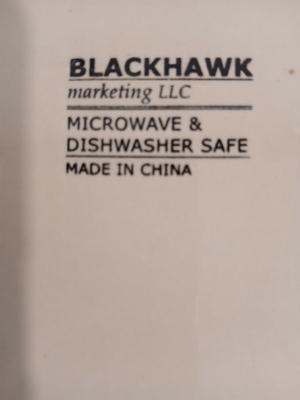 BLACKHAWK
marketing LLC
MICROWAVE &
DISHWASHER SAFE
MADE IN CHINA